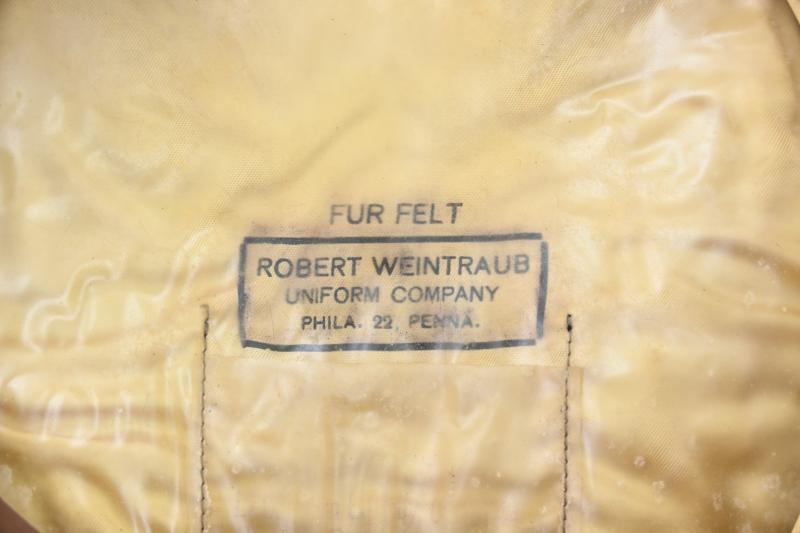 FUR FELT
ROBERT WEINTRAUB
UNIFORM COMPANY
PHILA. 22 PENNA.